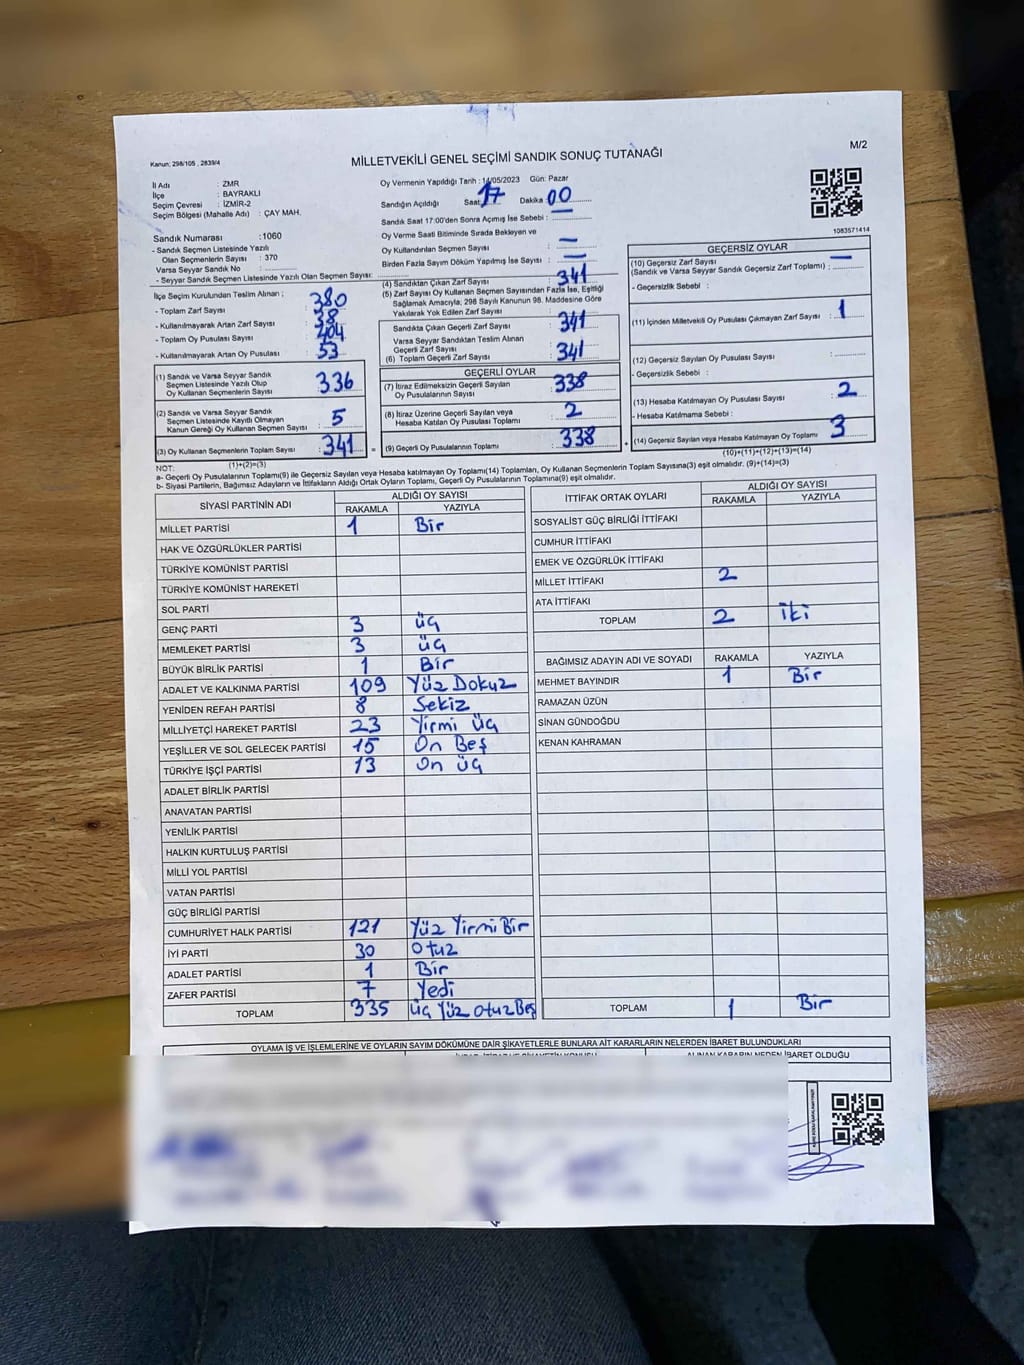 M/2
Kanun: 298/105 , 2839/4
MİLLETVEKİLİ GENEL SEÇİMİ SANDIK SONUÇ TUTANAĞI
İl Adı : ZMR
İlçe : BAYRAKLI
Seçim Çevresi : İZMİR-2
Seçim Bölgesi (Mahalle Adı) : ÇAY MAH.
Sandık Numarası :1060
- Sandık Seçmen Listesinde Yazılı
Olan Seçmenlerin Sayısı : 370
Varsa Seyyar Sandık No :
- Seyyar Sandık Seçmen Listesinde Yazılı Olan Seçmen Sayısı:
Oy Vermenin Yapıldığı Tarih : 14/05/2023 Gün: Pazar
Sandığın Açıldığı Saat 17 Dakika 00
Sandık Saat 17:00'den Sonra Açımış İse Sebebi : —
Oy Verme Saati Bitiminde Sırada Bekleyen ve
Oy Kullandırılan Seçmen Sayısı : —
Birden Fazla Sayım Döküm Yapılmış İse Sayısı : —
1083571414
İlçe Seçim Kurulundan Teslim Alınan ;
- Toplam Zarf Sayısı : 380
- Kullanılmayarak Artan Zarf Sayısı : 38
- Toplam Oy Pusulası Sayısı : 404
- Kullanılmayarak Artan Oy Pusulası : 53
(1) Sandık ve Varsa Seyyar Sandık
Seçmen Listesinde Yazılı Olup
Oy Kullanan Seçmenlerin Sayısı : 336
(2) Sandık ve Varsa Seyyar Sandık
Seçmen Listesinde Kayıtlı Olmayan
Kanun Gereği Oy Kullanan Seçmen Sayısı : 5
(3) Oy Kullanan Seçmenlerin Toplam Sayısı : 341
(1)+(2)=(3)
(4) Sandıktan Çıkan Zarf Sayısı : 341
(5) Zarf Sayısı Oy Kullanan Seçmen Sayısından Fazla İse, Eşitliği
Sağlamak Amacıyla, 298 Sayılı Kanunun 98. Maddesine Göre
Yakılarak Yok Edilen Zarf Sayısı :
Sandıkta Çıkan Geçerli Zarf Sayısı : 341
Varsa Seyyar Sandıktan Teslim Alınan
Geçerli Zarf Sayısı :
(6) Toplam Geçerli Zarf Sayısı : 341
GEÇERLİ OYLAR
(7) İtiraz Edilmeksizin Geçerli Sayılan
Oy Pusulasının Sayısı : 338
(8) İtiraz Üzerine Geçerli Sayılan veya
Hesaba Katılan Oy Pusulası Toplamı : 2
= (9) Geçerli Oy Pusulalarının Toplamı : 338
GEÇERSİZ OYLAR
(10) Geçersiz Zarf Sayısı —
(Sandık ve Varsa Seyyar Sandık Geçersiz Zarf Toplamı) :
- Geçersizlik Sebebi :
(11) İçinden Milletvekili Oy Pusulası Çıkmayan Zarf Sayısı : 1
(12) Geçersiz Sayılan Oy Pusulası Sayısı :
- Geçersizlik Sebebi :
(13) Hesaba Katılmayan Oy Pusulası Sayısı : 2
- Hesaba Katılmama Sebebi :
+ (14) Geçersiz Sayılan veya Hesaba Katılmayan Oy Toplamı : 3
(10)+(11)+(12)+(13)=(14)
NOT:
a- Geçerli Oy Pusulalarının Toplamı(9) ile Geçersiz Sayılan veya Hesaba katılmayan Oy Toplamı(14) Toplamları, Oy Kullanan Seçmenlerin Toplam Sayısına(3) eşit olmalıdır. (9)+(14)=(3)
b- Siyasi Partilerin, Bağımsız Adayların ve İttifakların Aldığı Ortak Oyların Toplamı, Geçerli Oy Pusulalarının Toplamına(9) eşit olmalıdır.
SİYASİ PARTİNİN ADI ALDIĞI OY SAYISI
RAKAMLA YAZIYLA
MİLLET PARTİSİ 1 Bir
HAK VE ÖZGÜRLÜKLER PARTİSİ
TÜRKİYE KOMÜNİST PARTİSİ
TÜRKİYE KOMÜNİST HAREKETİ
SOL PARTİ
GENÇ PARTİ 3 üç
MEMLEKET PARTİSİ 3 üç
BÜYÜK BİRLİK PARTİSİ 1 Bir
ADALET VE KALKINMA PARTİSİ 109 Yüz Dokuz
YENİDEN REFAH PARTİSİ 8 Sekiz
MİLLİYETÇİ HAREKET PARTİSİ 23 Yirmi üç
YEŞİLLER VE SOL GELECEK PARTİSİ 15 On Beş
TÜRKİYE İŞÇİ PARTİSİ 13 On üç
ADALET BİRLİK PARTİSİ
ANAVATAN PARTİSİ
YENİLİK PARTİSİ
HALKIN KURTULUŞ PARTİSİ
MİLLİ YOL PARTİSİ
VATAN PARTİSİ
GÜÇ BİRLİĞİ PARTİSİ
CUMHURİYET HALK PARTİSİ 121 Yüz Yirmi Bir
İYİ PARTİ 30 Otuz
ADALET PARTİSİ 1 Bir
ZAFER PARTİSİ 7 Yedi
TOPLAM 335 üç Yüz Otuz Beş
İTTİFAK ORTAK OYLARI ALDIĞI OY SAYISI
RAKAMLA YAZIYLA
SOSYALİST GÜÇ BİRLİĞİ İTTİFAKI
CUMHUR İTTİFAKI
EMEK VE ÖZGÜRLÜK İTTİFAKI
MİLLET İTTİFAKI 2
ATA İTTİFAKI
TOPLAM 2 İki
BAĞIMSIZ ADAYIN ADI VE SOYADI RAKAMLA YAZIYLA
MEHMET BAYINDIR 1 Bir
RAMAZAN ÜZÜN
SİNAN GÜNDOĞDU
KENAN KAHRAMAN
TOPLAM 1 Bir
OYLAMA İŞ VE İŞLEMLERİNE VE OYLARIN SAYIM DÖKÜMÜNE DAİR ŞİKAYETLERLE BUNLARA AİT KARARLARIN NELERDEN İBARET BULUNDUKLARI
ALINAN KARARIN NEDEN İBARET OLDUĞU